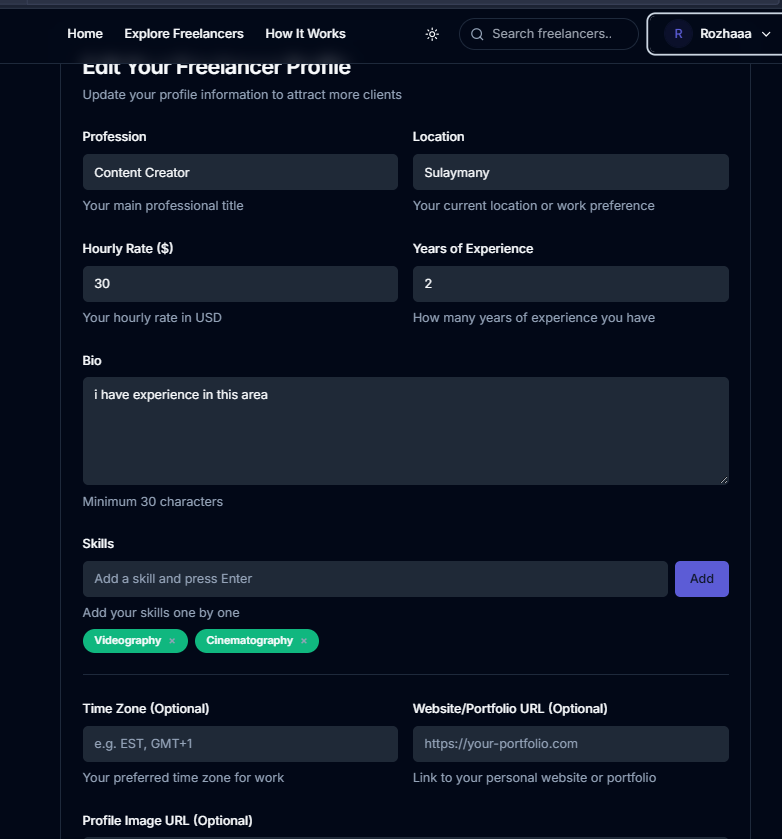 Home Explore Freelancers How It Works Search freelancers.. R Rozhaaa
Edit Your Freelancer Profile
Update your profile information to attract more clients
Profession Location
Content Creator Sulaymany
Your main professional title Your current location or work preference
Hourly Rate ($) Years of Experience
30 2
Your hourly rate in USD How many years of experience you have
Bio
i have experience in this area
Minimum 30 characters
Skills
Add a skill and press Enter Add
Add your skills one by one
Videography × Cinematography ×
Time Zone (Optional) Website/Portfolio URL (Optional)
e.g. EST, GMT+1 https://your-portfolio.com
Your preferred time zone for work Link to your personal website or portfolio
Profile Image URL (Optional)